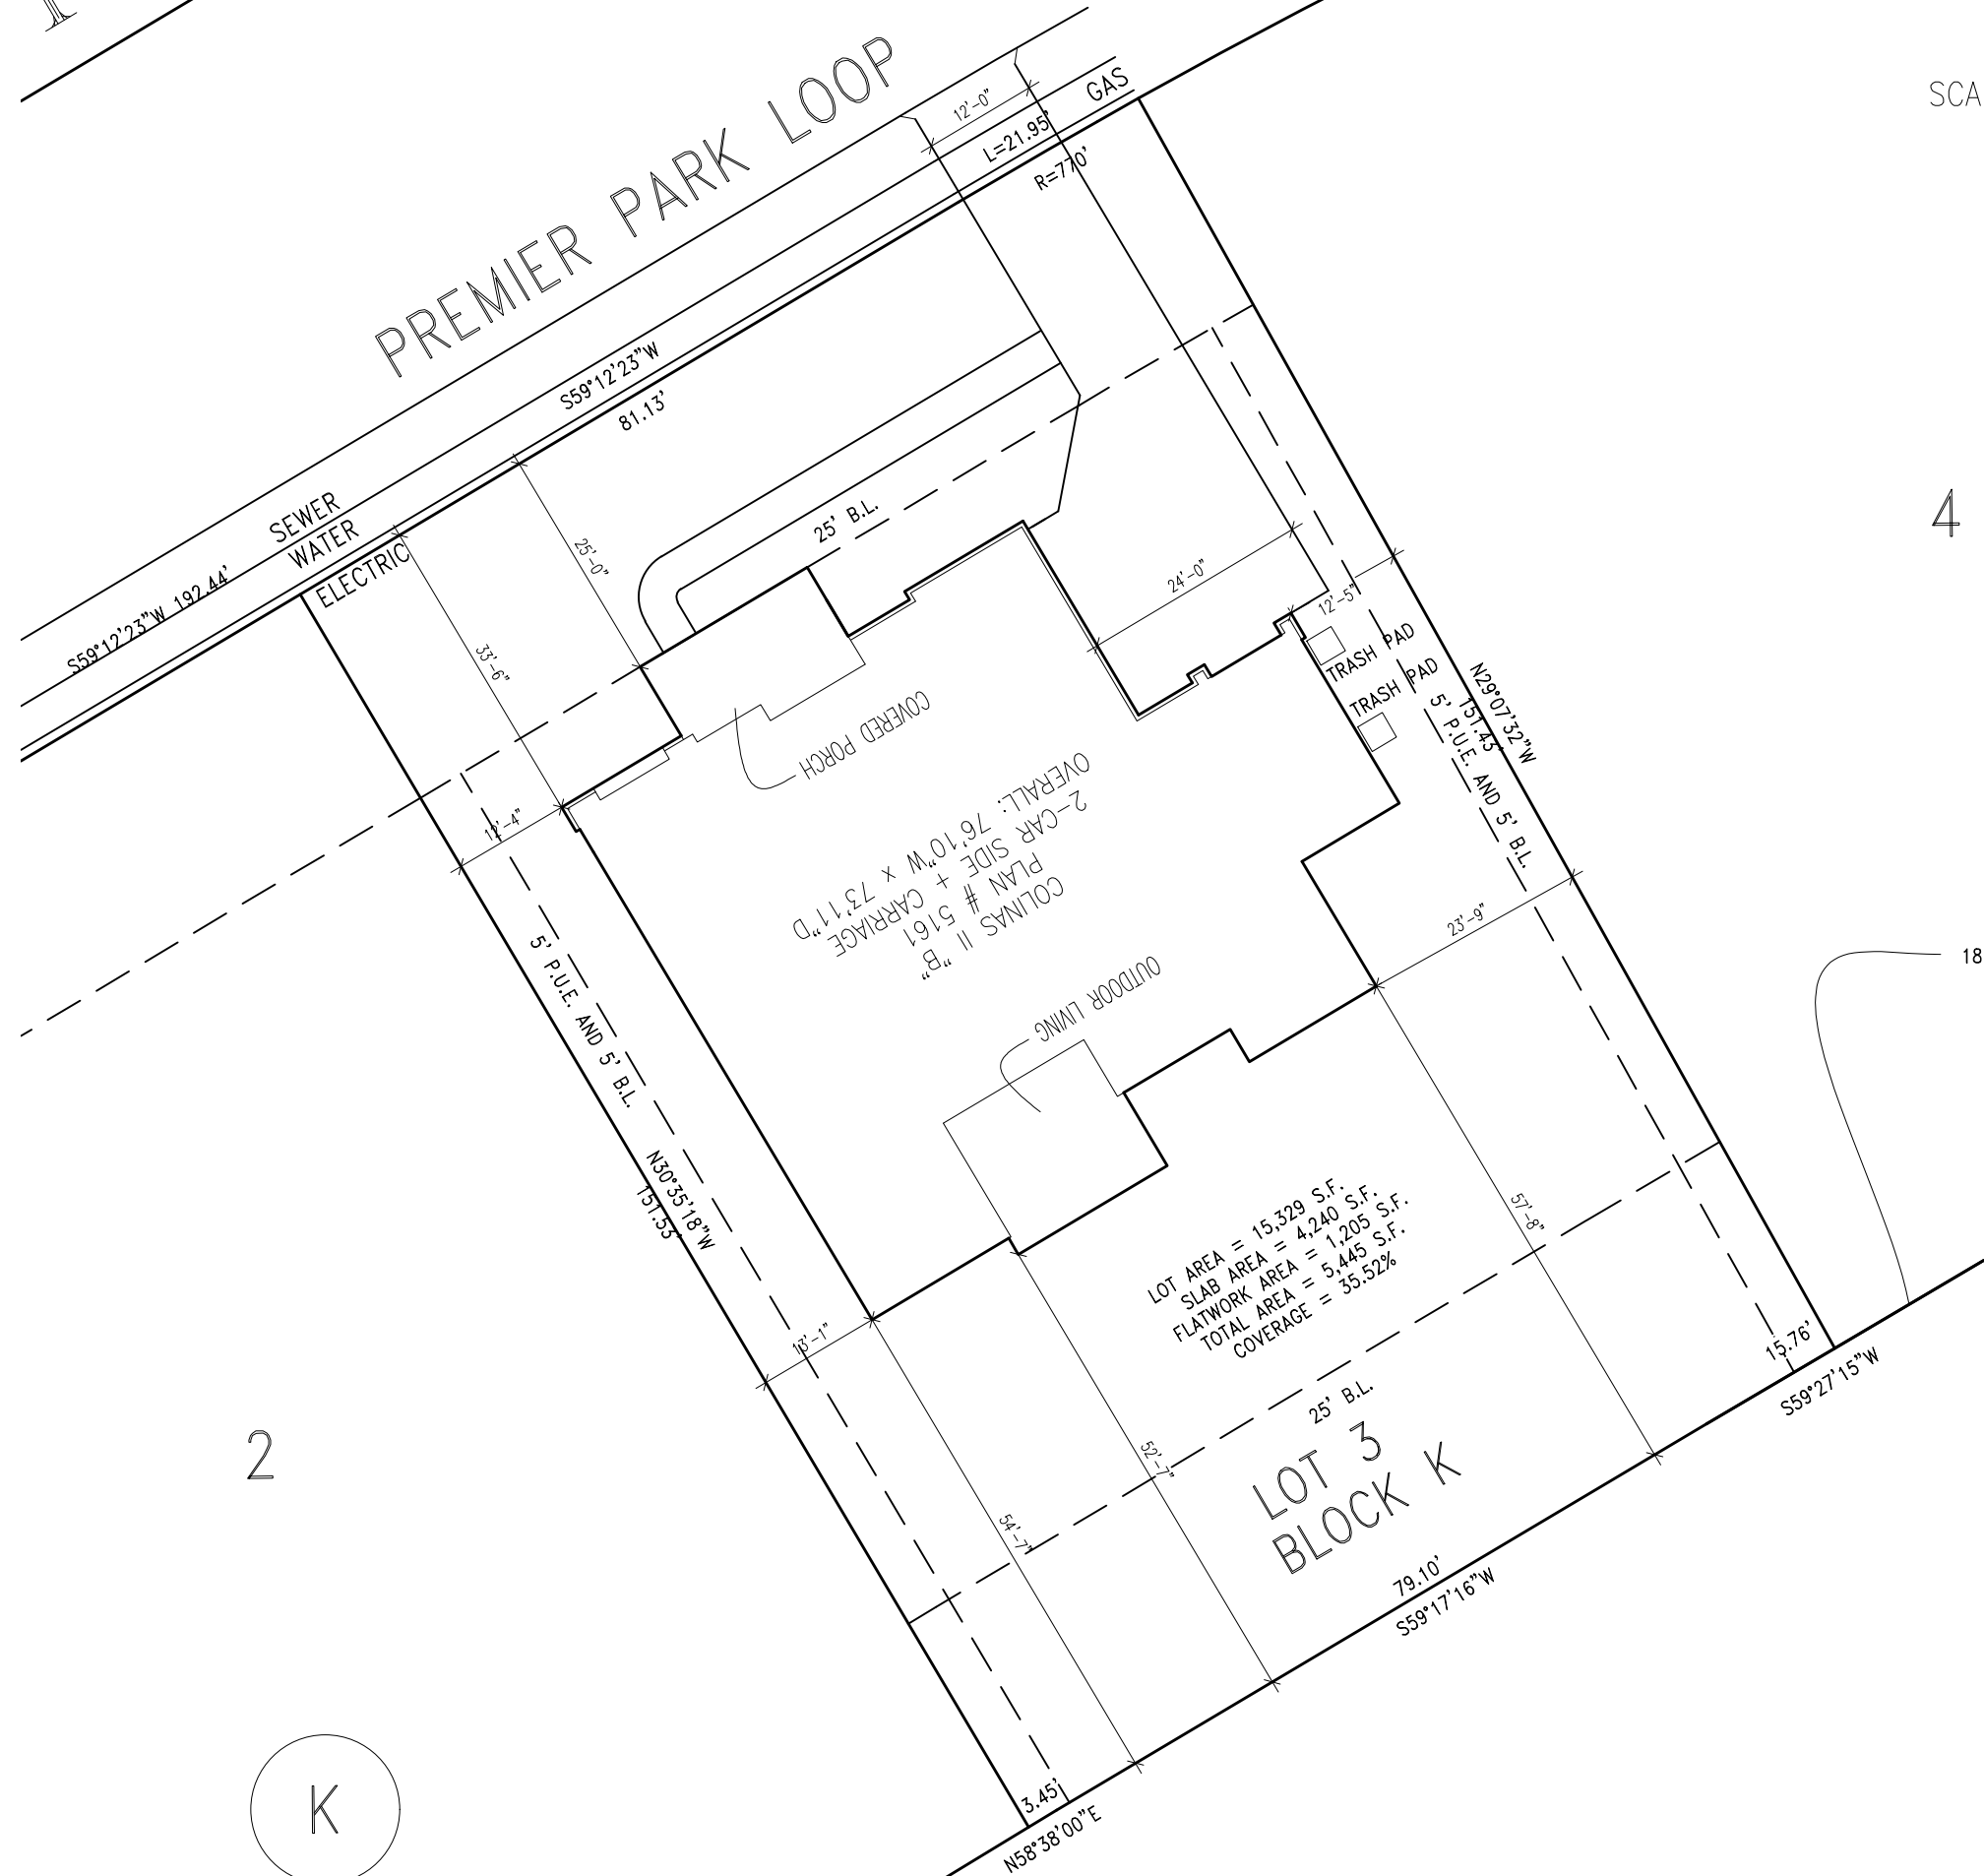 PREMIER PARK LOOP
SCA
GAS
12'-0"
L=21.95'
R=770'
S59°12'23"W
81.13'
SEWER
WATER
ELECTRIC
S59°12'23"W 192.44'
25'-0"
33'-6"
25' B.L.
24'-0"
12'-5"
TRASH PAD
TRASH PAD
4
N29°07'32"W
151.43'
5' P.U.E. AND 5' B.L.
COVERED PORCH
12'-4"
COLINAS II "B"
PLAN # 5161
2-CAR SIDE + CARRIAGE
OVERALL: 76'10"W x 73'11"D
23'-9"
18
OUTDOOR LIVING
5' P.U.E. AND 5' B.L.
N30°35'18"W
151.53'
LOT AREA = 15,329 S.F.
SLAB AREA = 4,240 S.F.
FLATWORK AREA = 1,205 S.F.
TOTAL AREA = 5,445 S.F.
COVERAGE = 35.52%
57'-8"
13'-1"
15.76'
S59°27'15"W
25' B.L.
2
52'-7"
54'-7"
LOT 3
BLOCK K
79.10'
S59°17'16"W
3.45'
N58°38'00"E
K